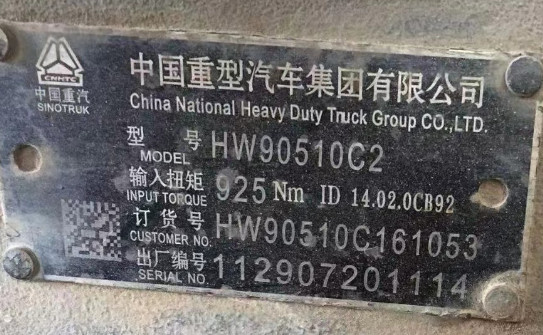 CNHTC
中国重汽
SINOTRUK
中国重型汽车集团有限公司
China National Heavy Duty Truck Group CO.,LTD.
型 号
MODEL HW90510C2
输入扭矩
INPUT TORQUE 925 Nm ID 14.02.0CB92
订货号
CUSTOMER NO. HW90510C161053
出厂编号
SERIAL NO. 112907201114